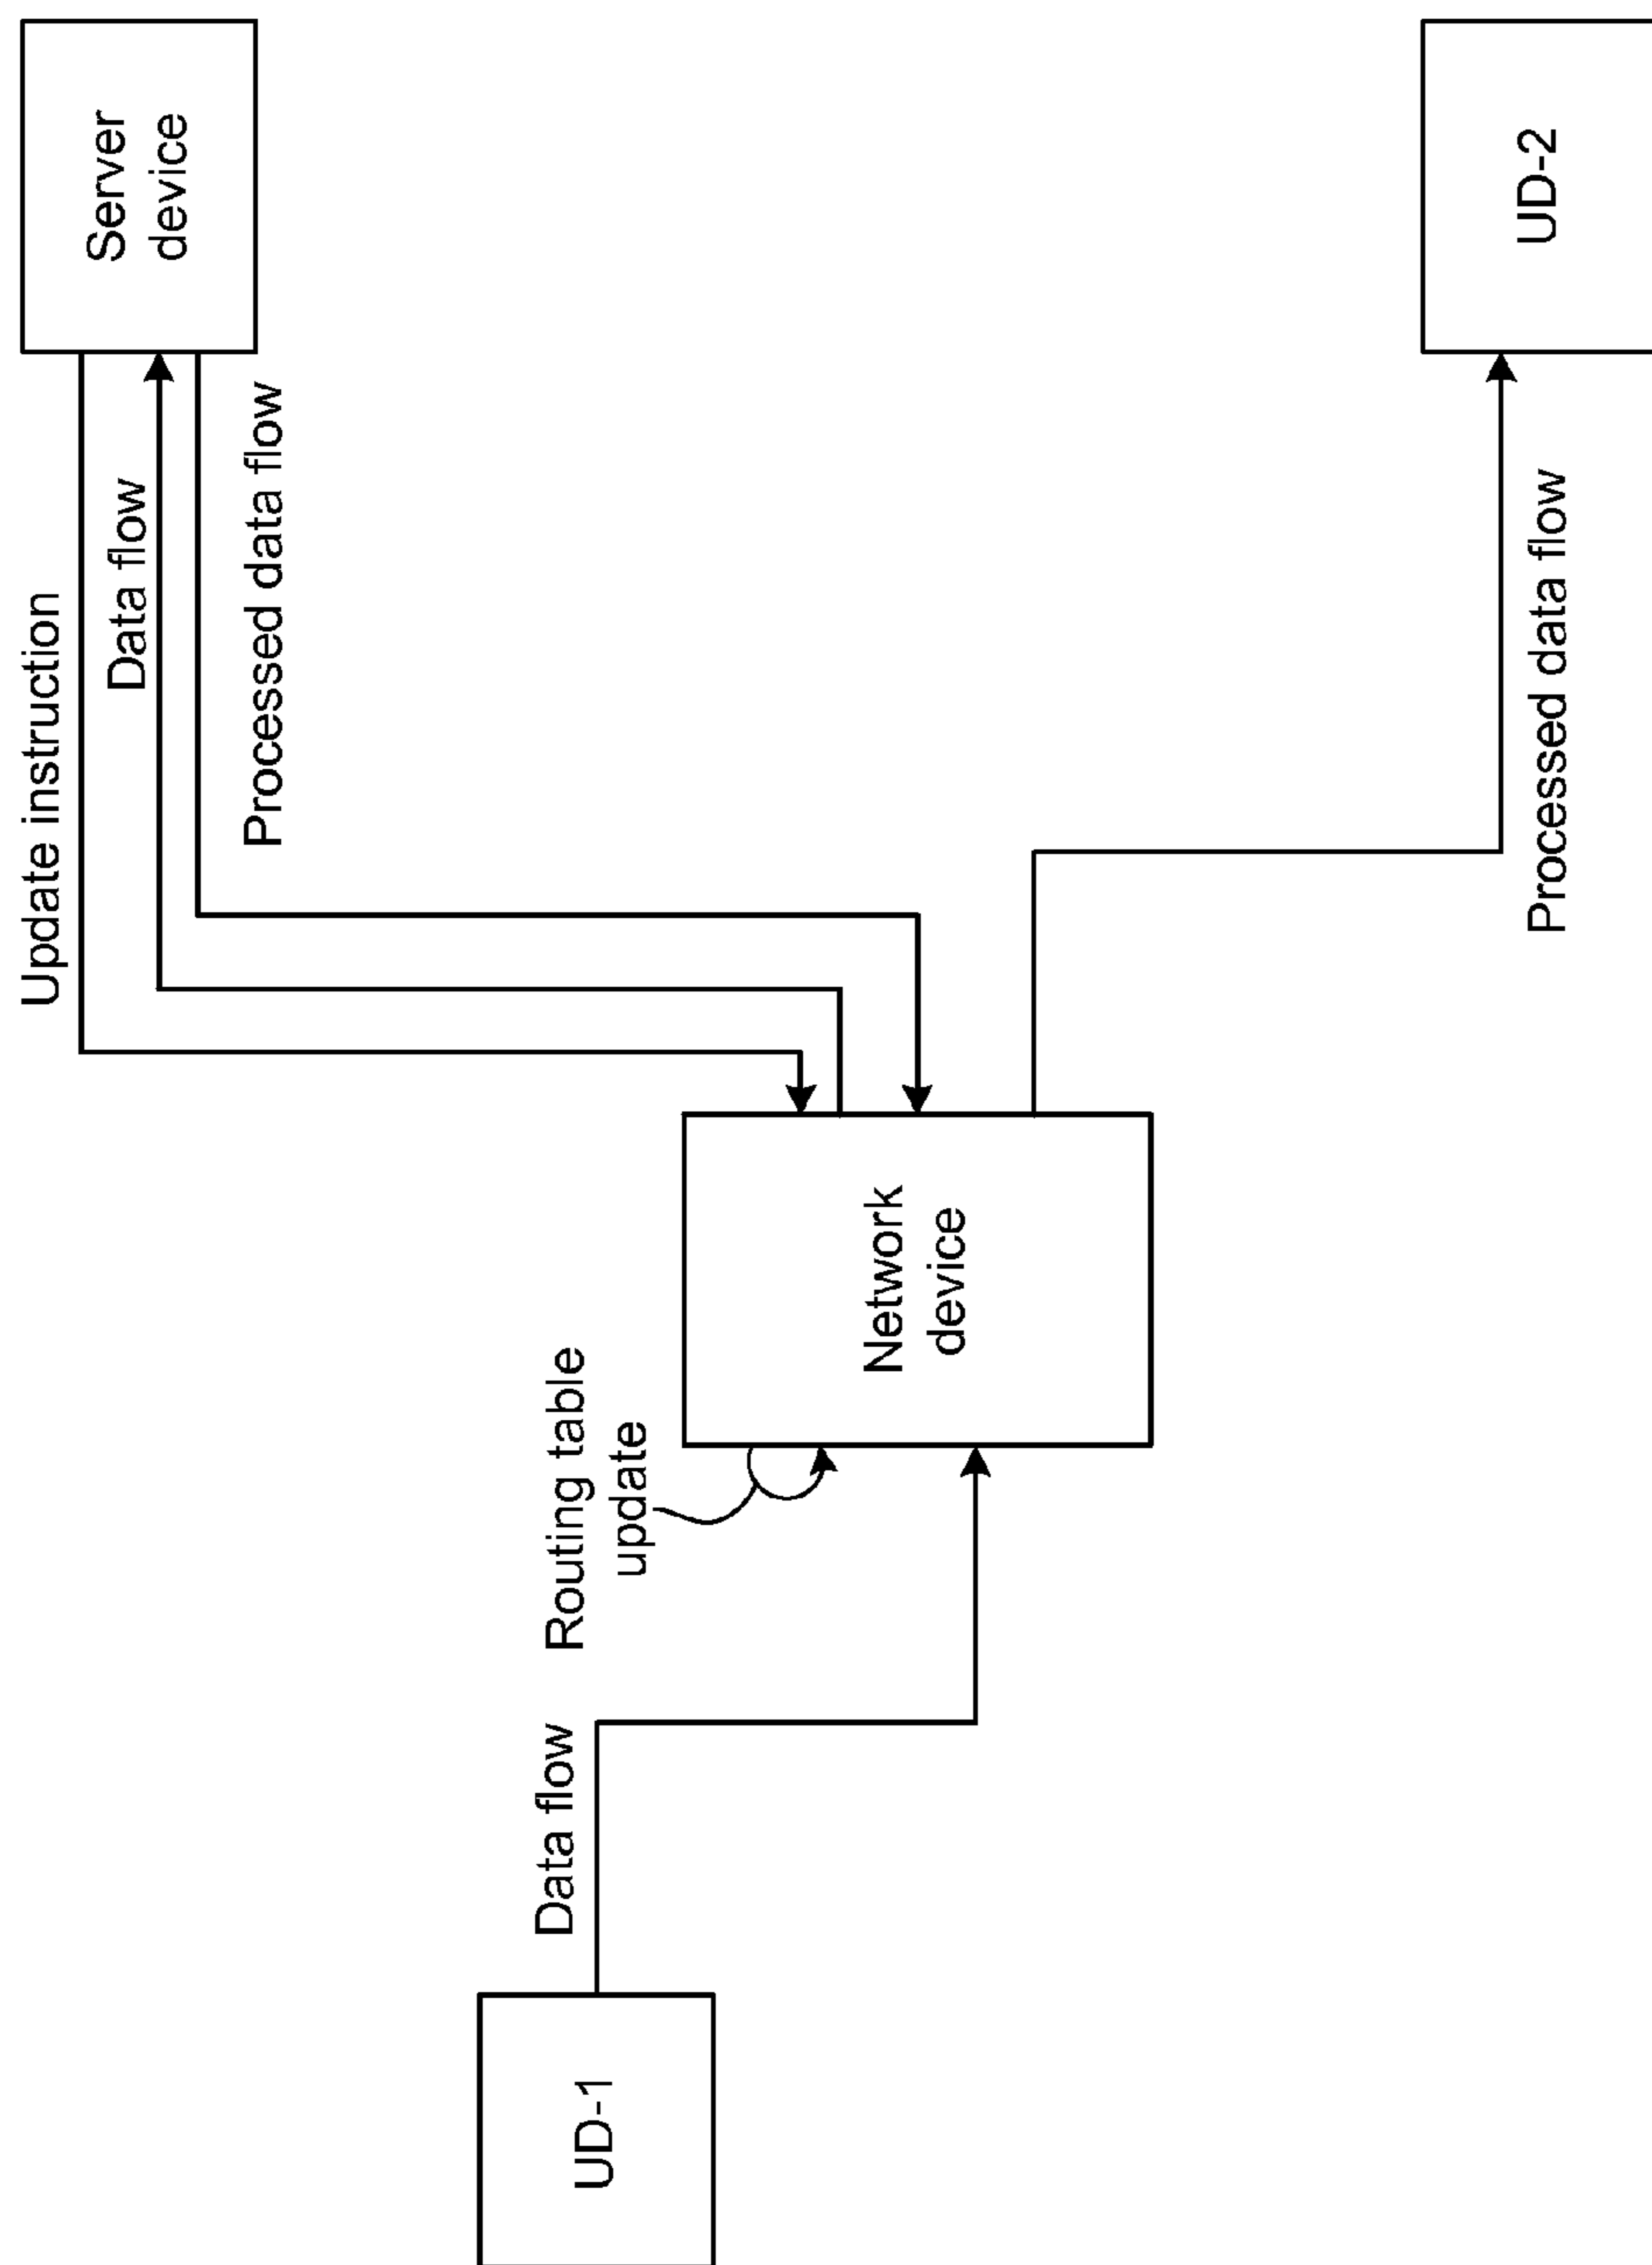 Update instruction
Data flow
Server
device
Processed data flow
Routing table
update
Data flow
Network
device
UD-1
UD-2
Processed data flow